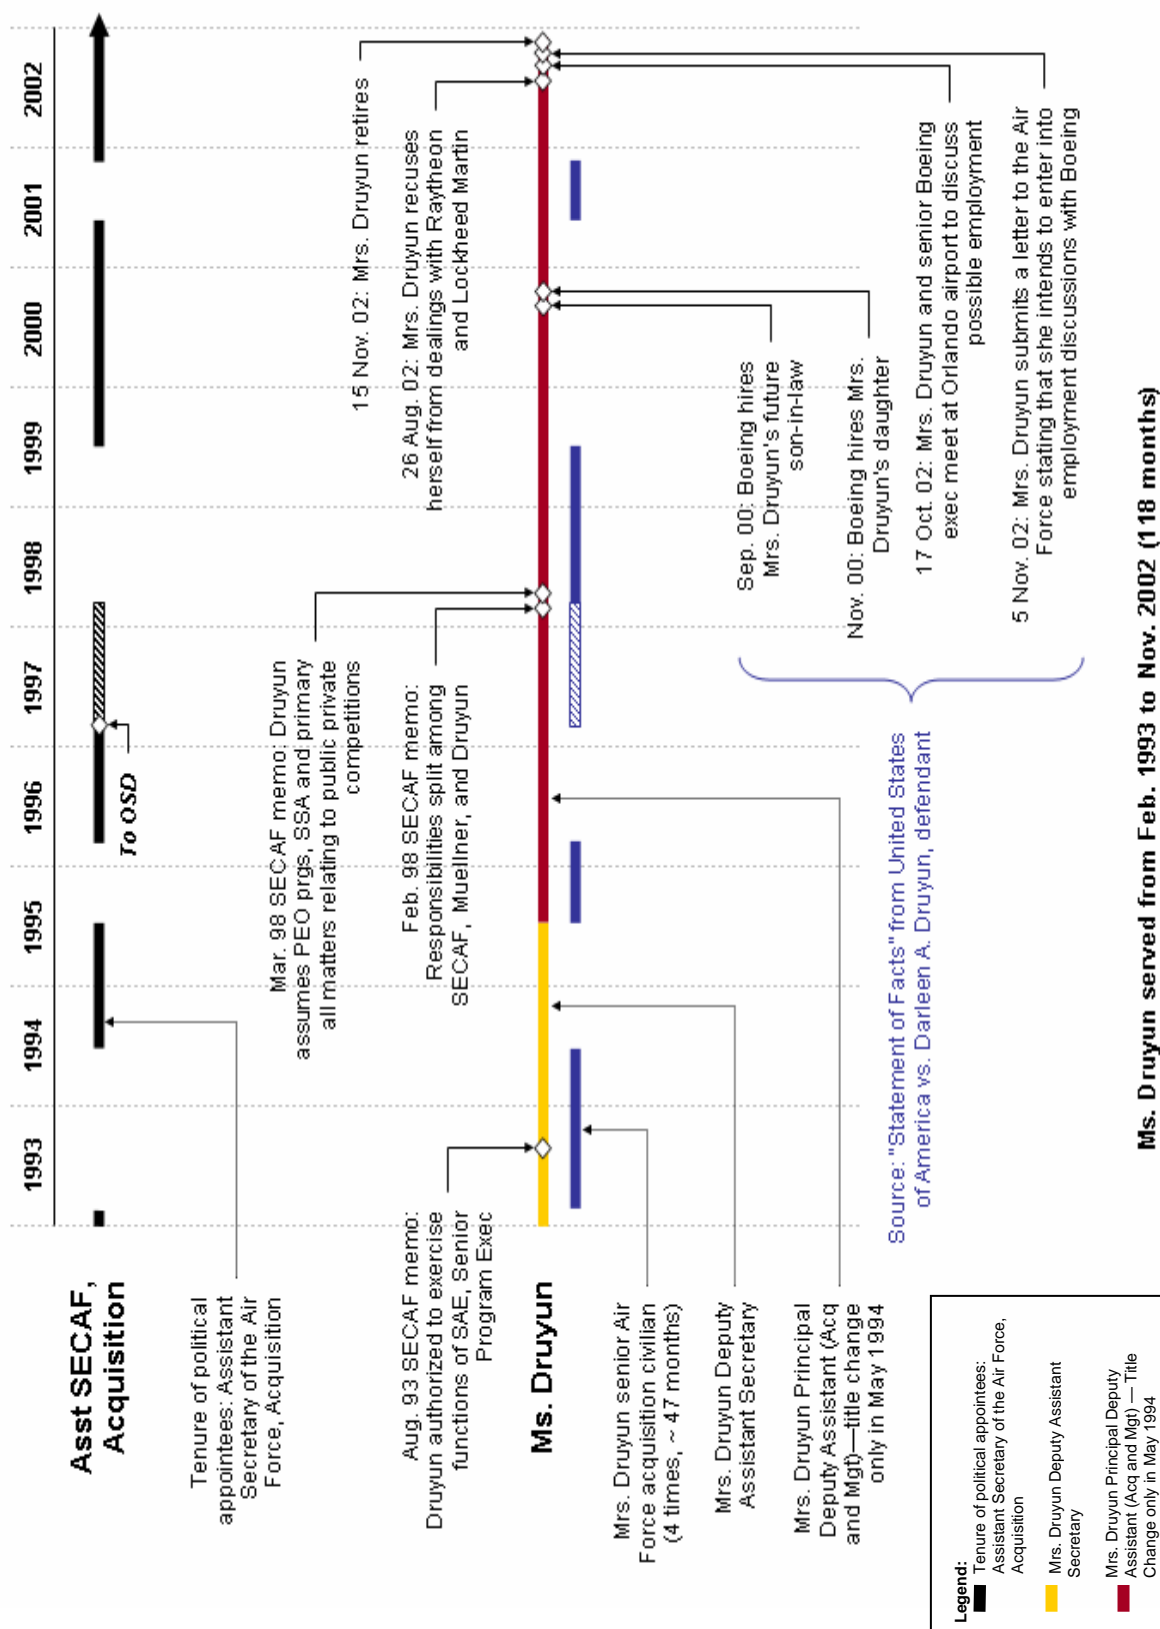 1993 1994 1995 1996 1997 1998 1999 2000 2001 2002
Asst SECAF,
Acquisition
To OSD
Tenure of political
appointees: Assistant
Secretary of the Air
Force, Acquisition
Mar. 98 SECAF memo: Druyun
assumes PEO prgs, SSA and primary
all matters relating to public private
competitions
15 Nov. 02: Mrs. Druyun retires
26 Aug. 02: Mrs. Druyun recuses
herself from dealings with Raytheon
and Lockheed Martin
Aug. 93 SECAF memo:
Druyun authorized to exercise
functions of SAE, Senior
Program Exec
Feb. 98 SECAF memo:
Responsibilities split among
SECAF, Muellner, and Druyun
Ms. Druyun
Mrs. Druyun senior Air
Force acquisition civilian
(4 times, ~ 47 months)
Mrs. Druyun Deputy
Assistant Secretary
Mrs. Druyun Principal
Deputy Assistant (Acq
and Mgt)—title change
only in May 1994
Sep. 00: Boeing hires
Mrs. Druyun's future
son-in-law
Nov. 00: Boeing hires Mrs.
Druyun's daughter
17 Oct. 02: Mrs. Druyun and senior Boeing
exec meet at Orlando airport to discuss
possible employment
5 Nov. 02: Mrs. Druyun submits a letter to the Air
Force stating that she intends to enter into
employment discussions with Boeing
Source: "Statement of Facts" from United States
of America vs. Darleen A. Druyun, defendant
Ms. Druyun served from Feb. 1993 to Nov. 2002 (118 months)
Legend:
Tenure of political appointees:
Assistant Secretary of the Air Force,
Acquisition
Mrs. Druyun Deputy Assistant
Secretary
Mrs. Druyun Principal Deputy
Assistant (Acq and Mgt) — Title
Change only in May 1994